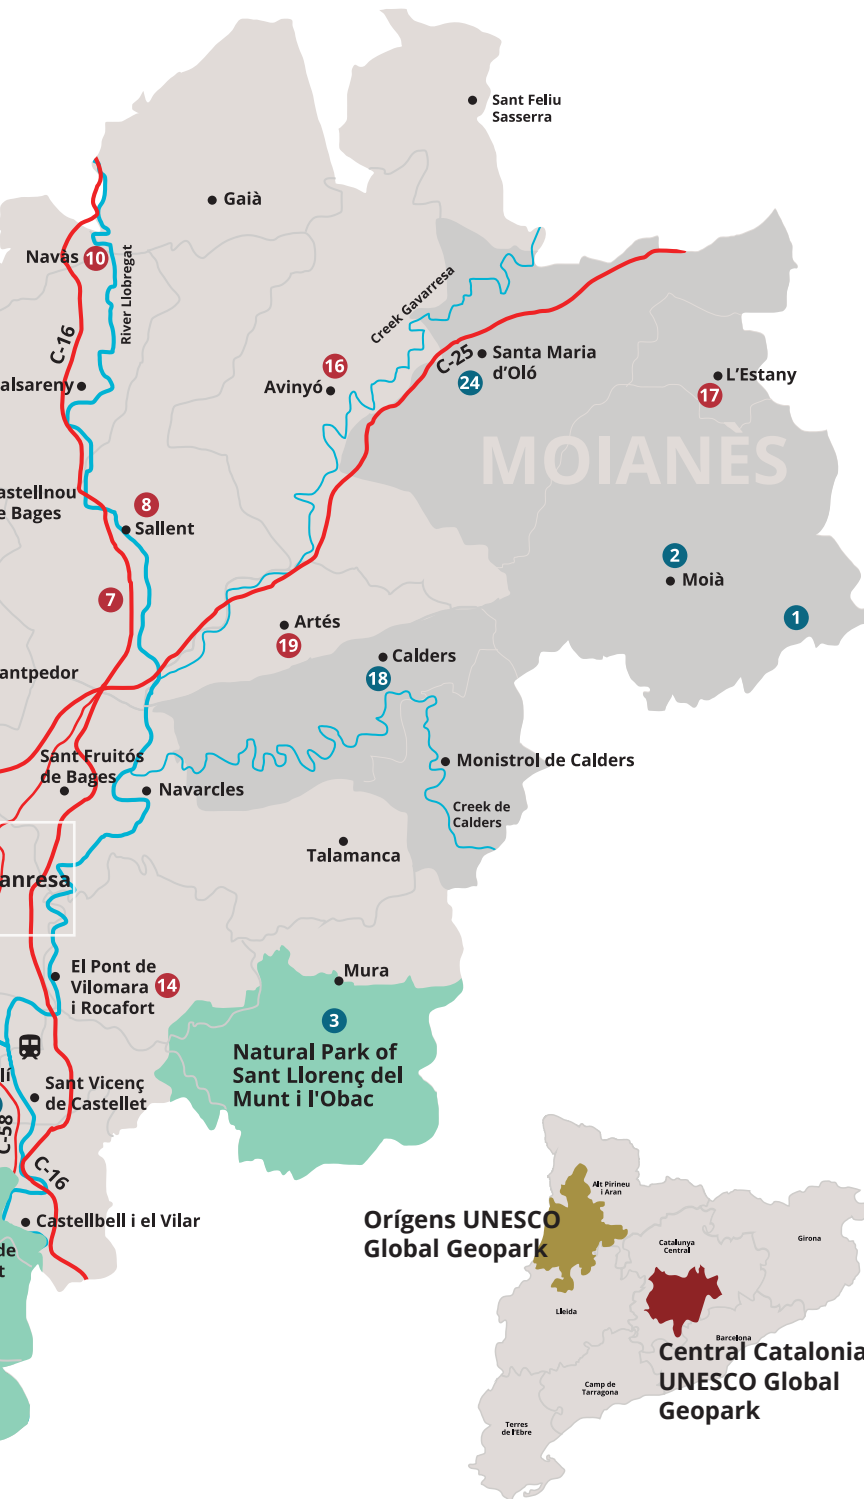 Sant Feliu
Sasserra
Gaià
Navàs 10
River Llobregat
Creek Gavarresa
C-16
C-25
Santa Maria
d'Oló
24
16
Avinyó
alsareny
L'Estany
17
MOIANÈS
astellnou
e Bages
8
Sallent
2
Moià
7
1
Artés
19
Calders
18
antpedor
Sant Fruitós
de Bages
Monistrol de Calders
Navarcles
Creek de
Calders
Talamanca
anresa
El Pont de
Vilomara
i Rocafort
14
Mura
3
Natural Park of
Sant Llorenç del
Munt i l'Obac
lí
Sant Vicenç
de Castellet
C-58
C-16
Castellbell i el Vilar
de
t
Orígens UNESCO
Global Geopark
Alt Pirineu
i Aran
Catalunya
Central
Girona
Lleida
Barcelona
Central Catalonia
UNESCO Global
Geopark
Camp de
Tarragona
Terres
de l'Ebre